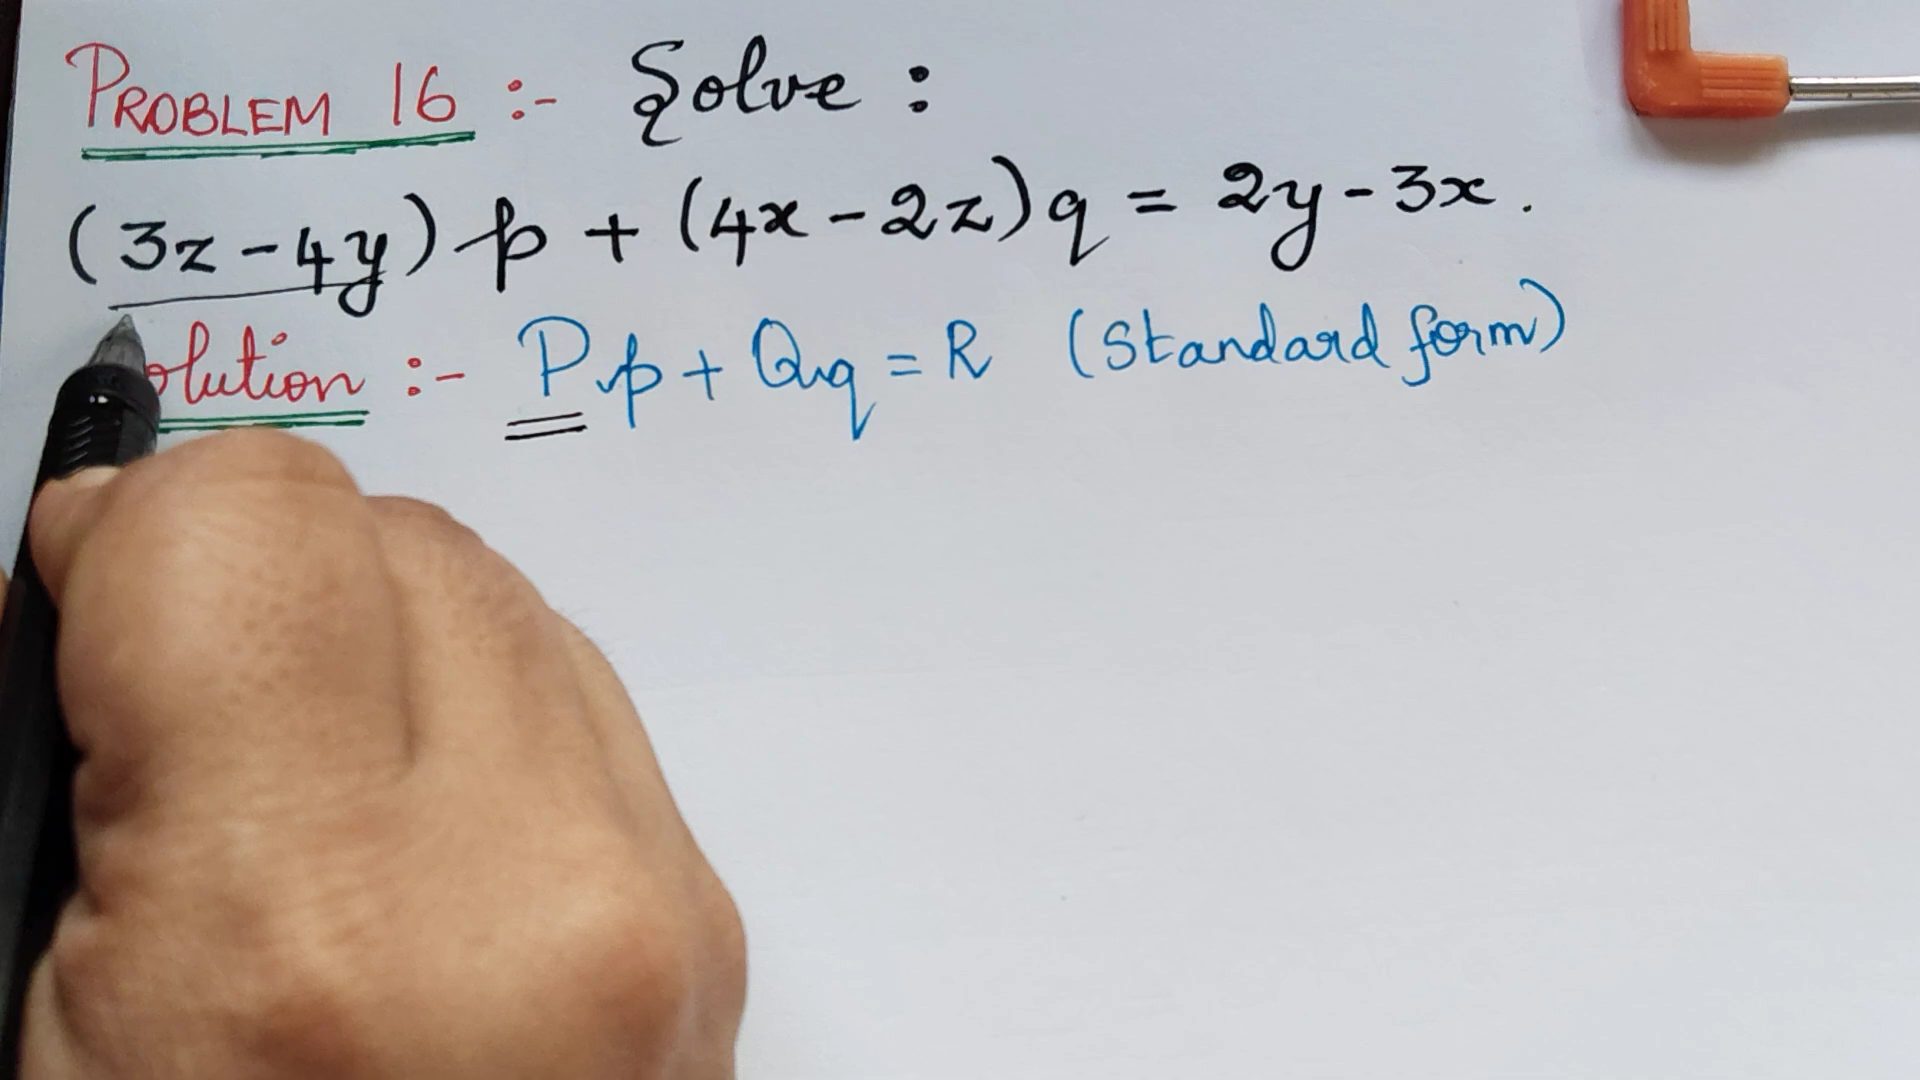 PROBLEM 16 :- Solve :
(3z - 4y) p + (4x - 2z) q = 2y - 3x .
olution :- Pp + Qq = R (Standard form)